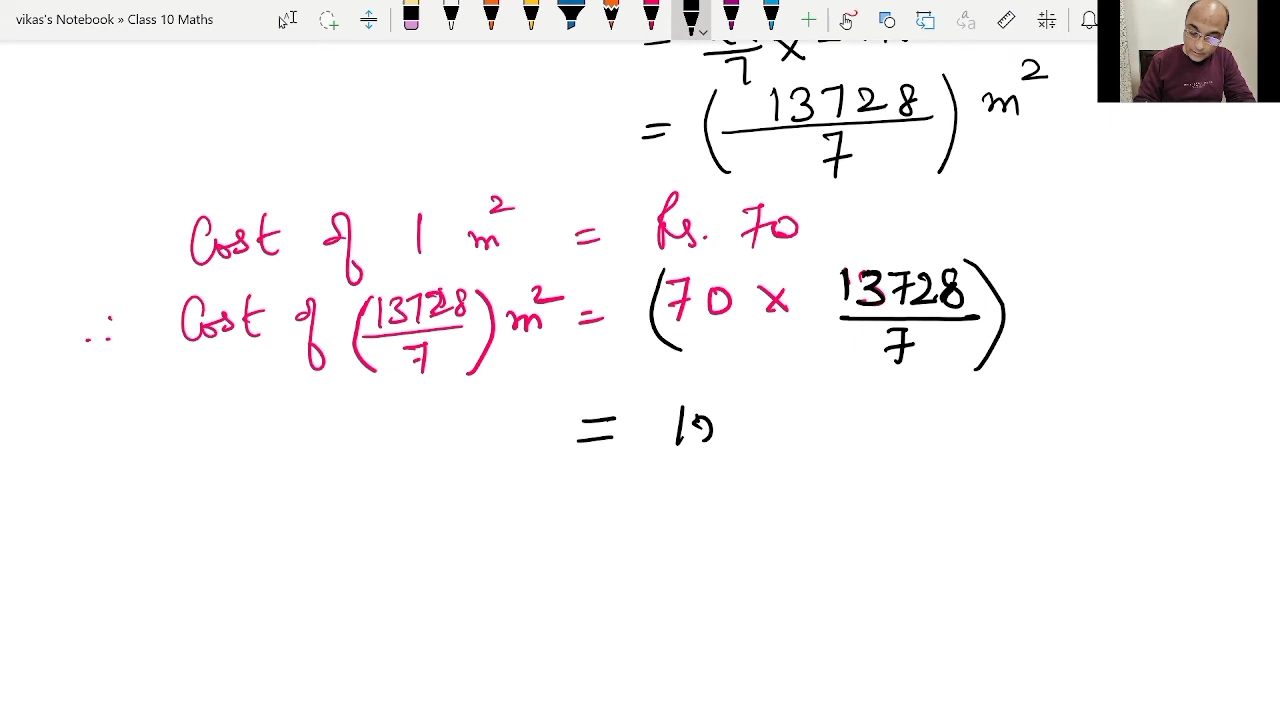 vikas's Notebook » Class 10 Maths
= (13728/7) m²
Cost of 1 m² = Rs. 70
∴ Cost of (13728/7) m² = (70 × 13728/7)
= 1